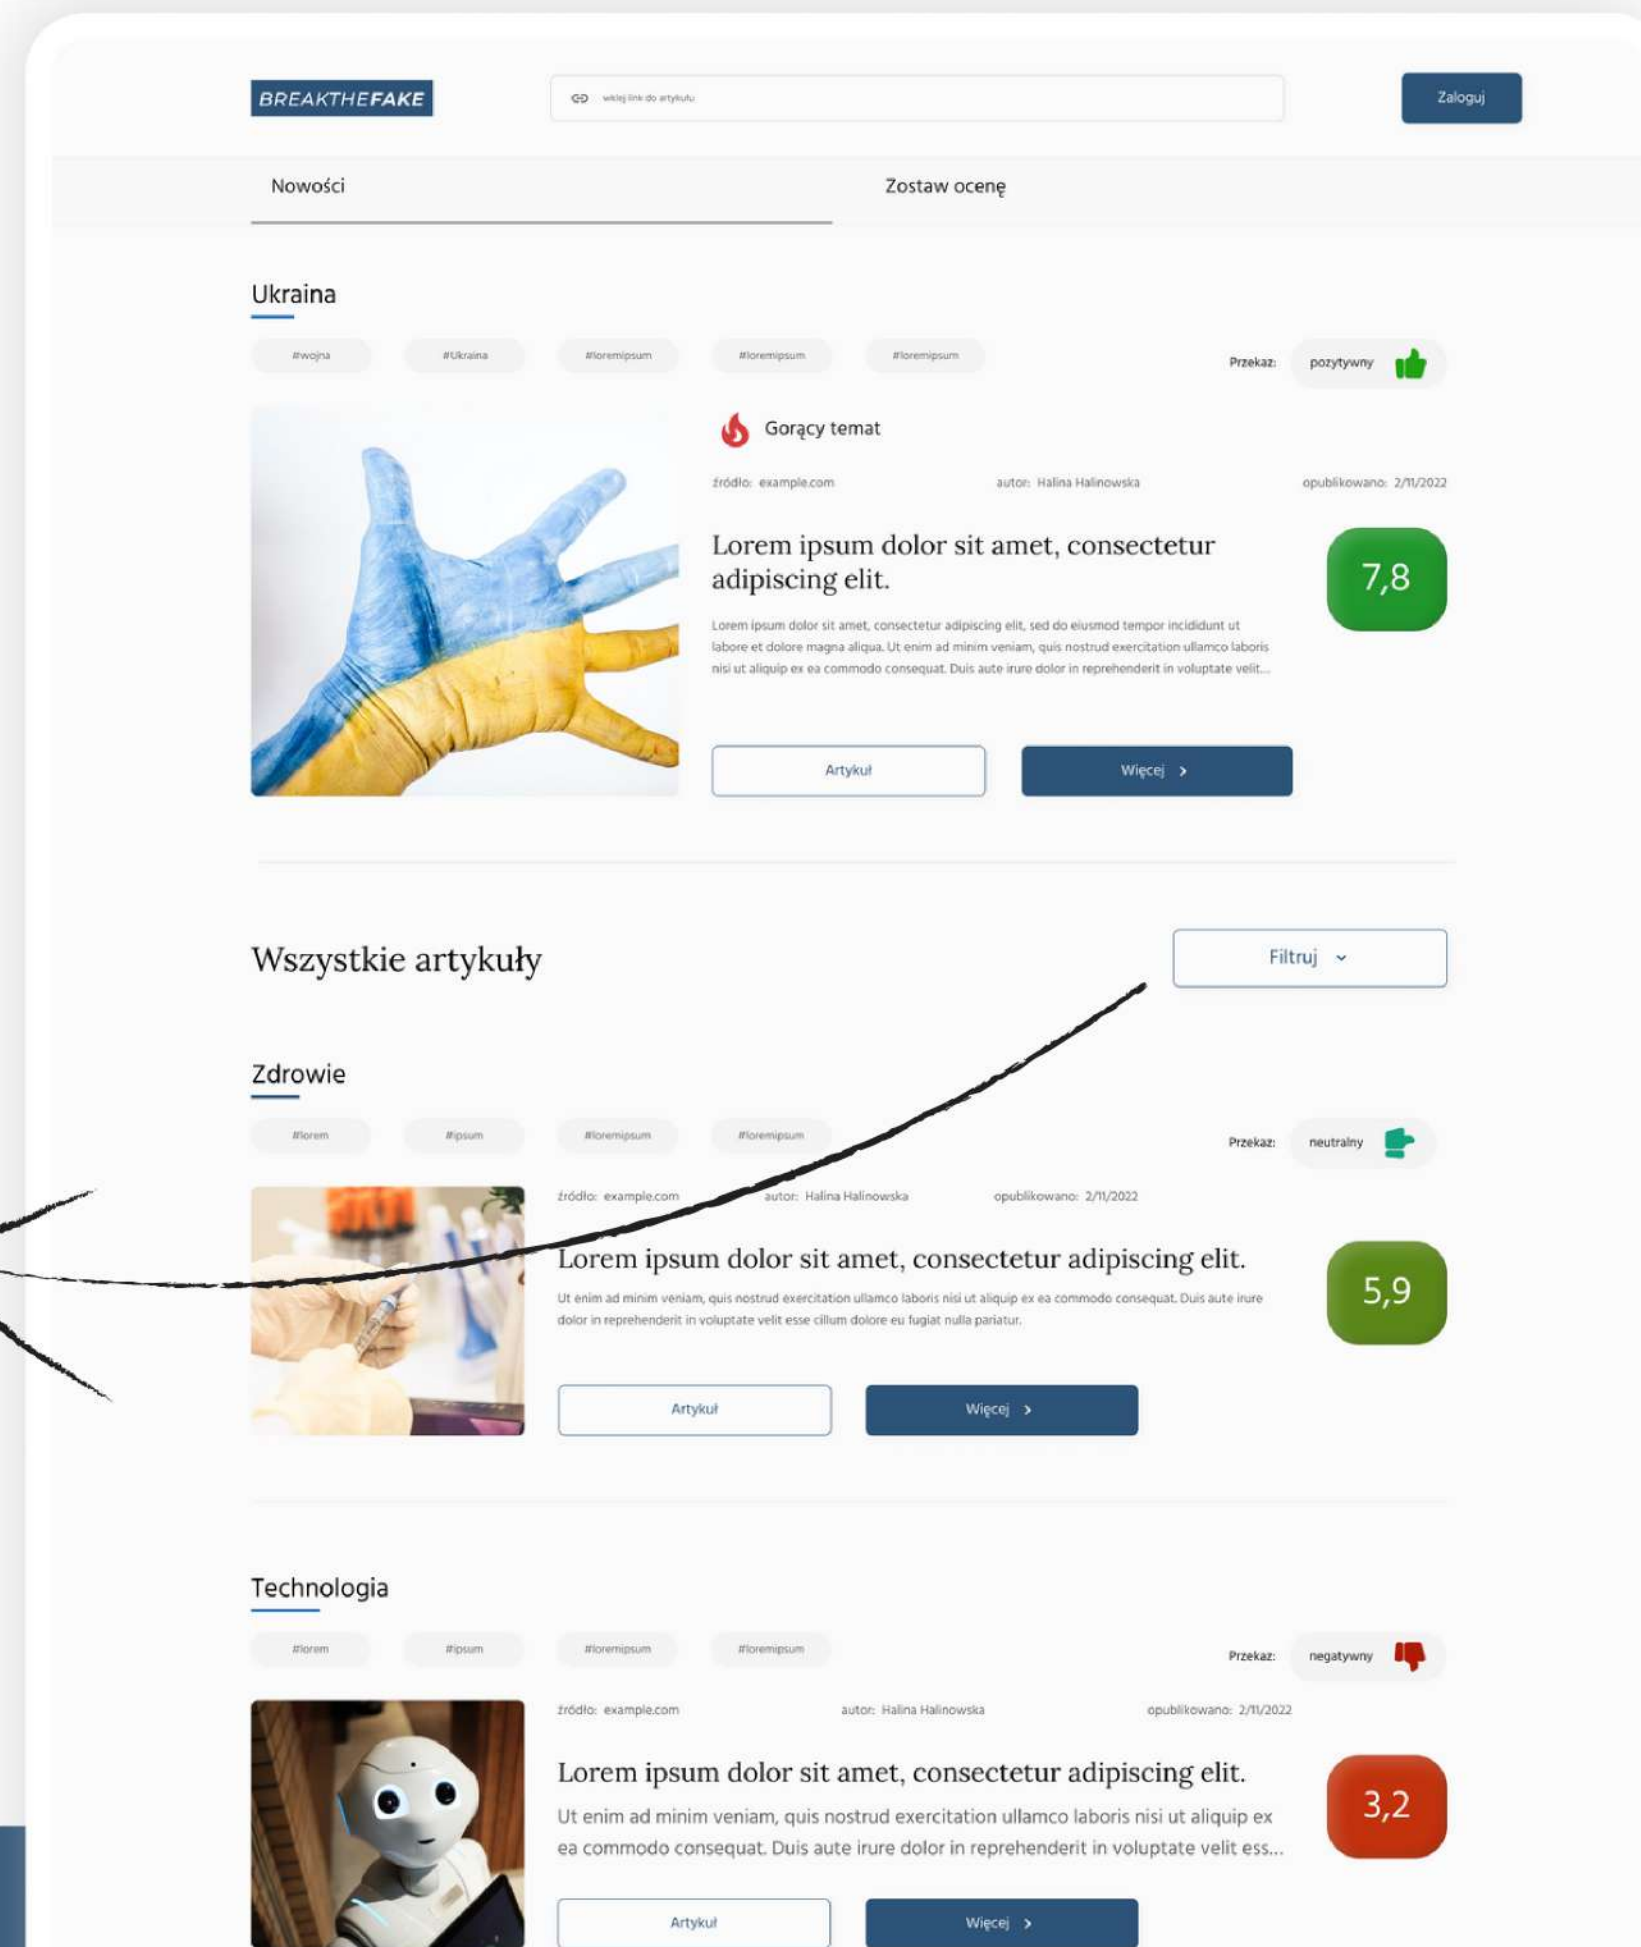 BREAKTHEFAKE
wklej link do artykułu
Zaloguj
Nowości
Zostaw ocenę
Ukraina
#wojna #Ukraina #loremipsum #loremipsum #loremipsum
Przekaz: pozytywny
Gorący temat
źródło: example.com autor: Halina Halinowska opublikowano: 2/11/2022
Lorem ipsum dolor sit amet, consectetur
adipiscing elit.
7,8
Lorem ipsum dolor sit amet, consectetur adipiscing elit, sed do eiusmod tempor incididunt ut
labore et dolore magna aliqua. Ut enim ad minim veniam, quis nostrud exercitation ullamco laboris
nisi ut aliquip ex ea commodo consequat. Duis aute irure dolor in reprehenderit in voluptate velit...
Artykuł
Więcej
Wszystkie artykuły
Filtruj
Zdrowie
#lorem #ipsum #loremipsum #loremipsum
Przekaz: neutralny
źródło: example.com autor: Halina Halinowska opublikowano: 2/11/2022
Lorem ipsum dolor sit amet, consectetur adipiscing elit.
5,9
Ut enim ad minim veniam, quis nostrud exercitation ullamco laboris nisi ut aliquip ex ea commodo consequat. Duis aute irure
dolor in reprehenderit in voluptate velit esse cillum dolore eu fugiat nulla pariatur.
Artykuł
Więcej
Technologia
#lorem #ipsum #loremipsum #loremipsum
Przekaz: negatywny
źródło: example.com autor: Halina Halinowska opublikowano: 2/11/2022
Lorem ipsum dolor sit amet, consectetur adipiscing elit.
3,2
Ut enim ad minim veniam, quis nostrud exercitation ullamco laboris nisi ut aliquip ex
ea commodo consequat. Duis aute irure dolor in reprehenderit in voluptate velit ess...
Artykuł
Więcej